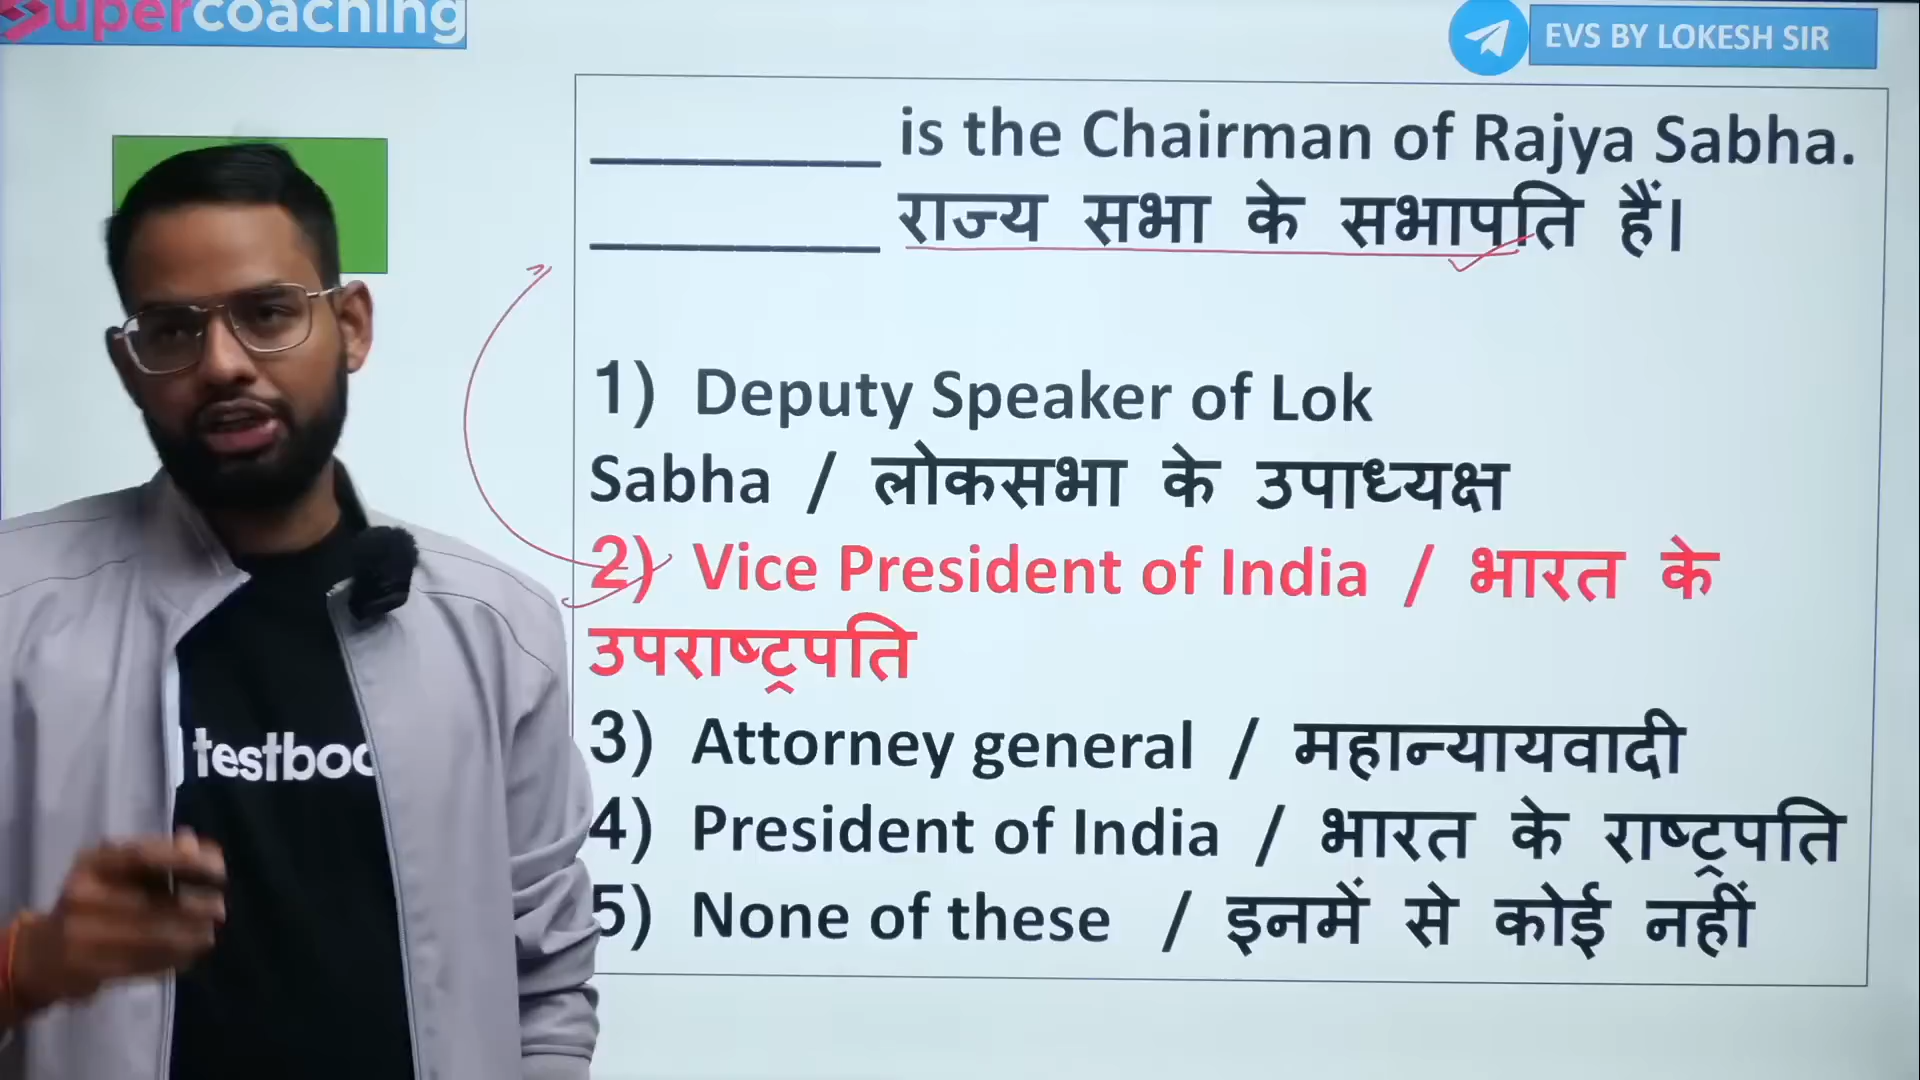 Supercoaching
EVS BY LOKESH SIR
__________ is the Chairman of Rajya Sabha.
__________ राज्य सभा के सभापति हैं।
1) Deputy Speaker of Lok
Sabha / लोकसभा के उपाध्यक्ष
2) Vice President of India / भारत के
उपराष्ट्रपति
3) Attorney general / महान्यायवादी
4) President of India / भारत के राष्ट्रपति
5) None of these / इनमें से कोई नहीं
testboo